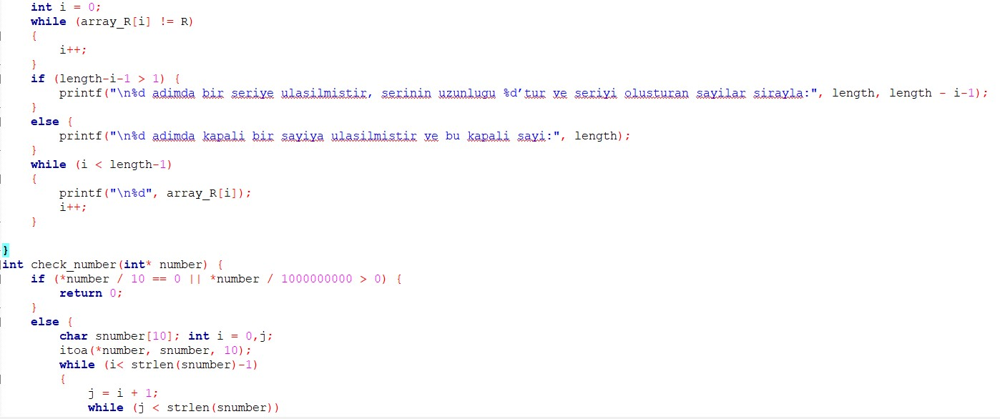 int i = 0;
while (array_R[i] != R)
{
i++;
}
if (length-i-1 > 1) {
printf("\n%d adimda bir seriye ulasilmistir, serinin uzunlugu %d’tur ve seriyi olusturan sayilar sirayla:", length, length - i-1);
}
else {
printf("\n%d adimda kapali bir sayiya ulasilmistir ve bu kapali sayi:", length);
}
while (i < length-1)
{
printf("\n%d", array_R[i]);
i++;
}
}
int check_number(int* number) {
if (*number / 10 == 0 || *number / 1000000000 > 0) {
return 0;
}
else {
char snumber[10]; int i = 0,j;
itoa(*number, snumber, 10);
while (i< strlen(snumber)-1)
{
j = i + 1;
while (j < strlen(snumber))